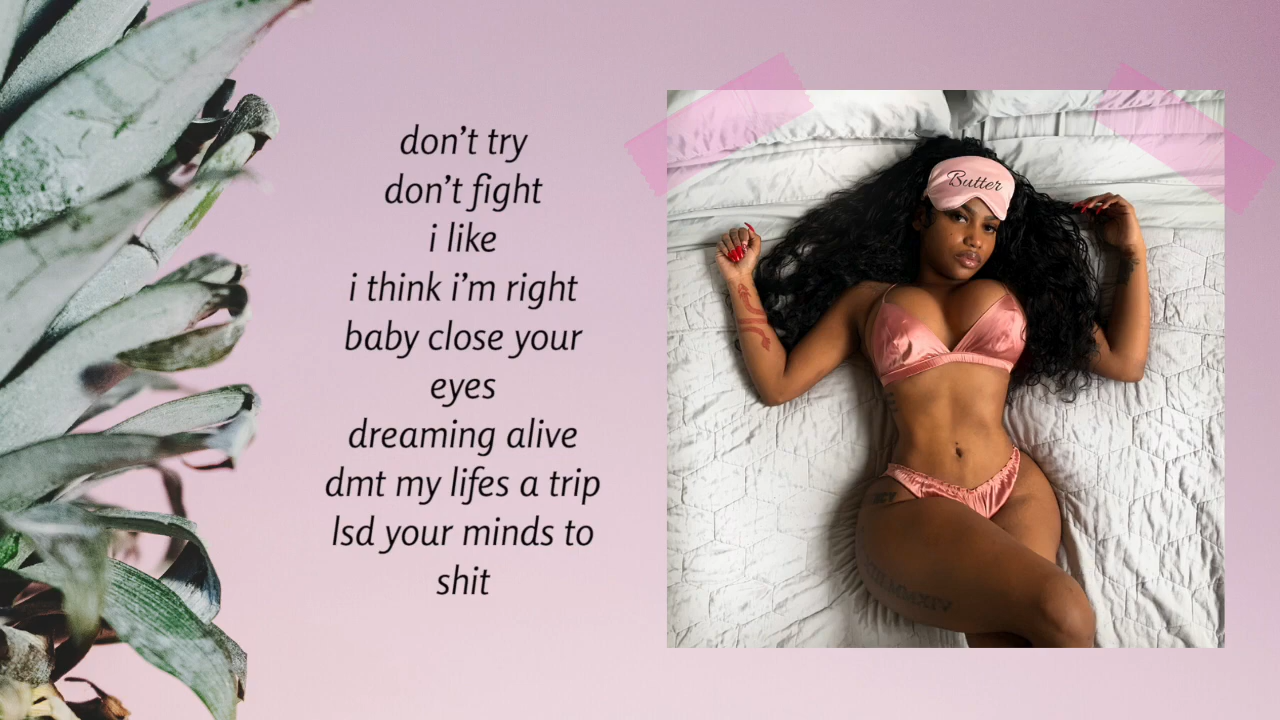 don't try
don't fight
i like
i think i'm right
baby close your
eyes
dreaming alive
dmt my lifes a trip
lsd your minds to
shit
Butter